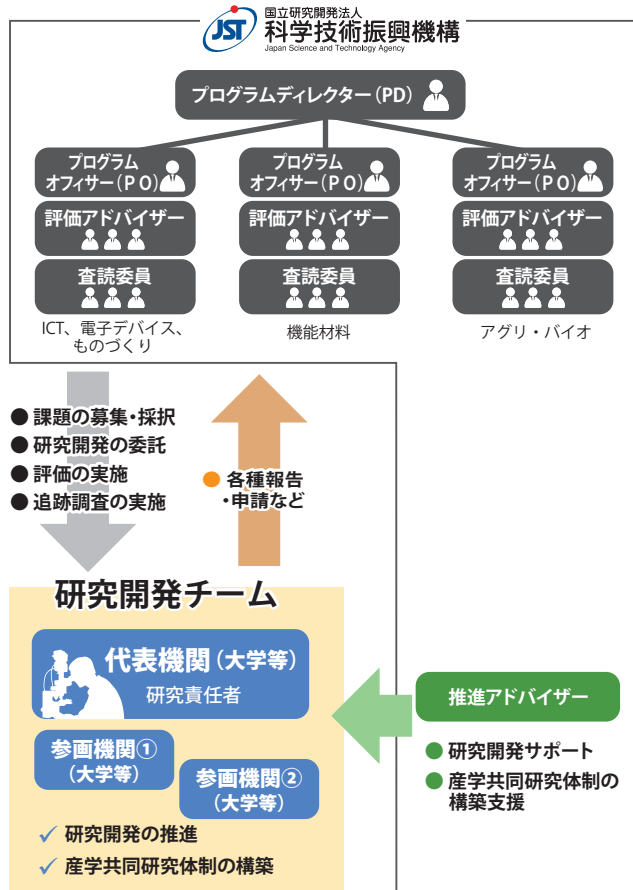 JST
国立研究開発法人
科学技術振興機構
Japan Science and Technology Agency
プログラムディレクター(PD)
プログラム
オフィサー(PO)
評価アドバイザー
査読委員
ICT、電子デバイス、
ものづくり
プログラム
オフィサー(PO)
評価アドバイザー
査読委員
機能材料
プログラム
オフィサー(PO)
評価アドバイザー
査読委員
アグリ・バイオ
● 課題の募集・採択
● 研究開発の委託
● 評価の実施
● 追跡調査の実施
● 各種報告
・申請など
研究開発チーム
代表機関(大学等)
研究責任者
参画機関①
(大学等)
参画機関②
(大学等)
✓ 研究開発の推進
✓ 産学共同研究体制の構築
推進アドバイザー
● 研究開発サポート
● 産学共同研究体制の
構築支援